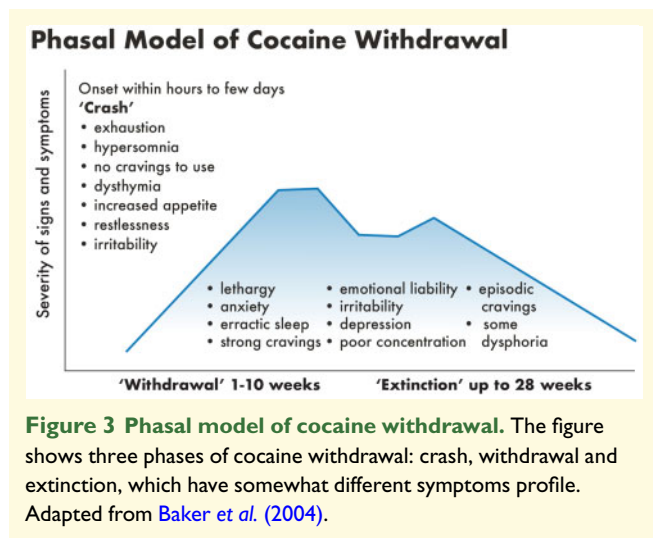 Phasal Model of Cocaine Withdrawal
Severity of signs and symptoms
Onset within hours to few days
‘Crash’
• exhaustion
• hypersomnia
• no cravings to use
• dysthymia
• increased appetite
• restlessness
• irritability
• lethargy
• anxiety
• erractic sleep
• strong cravings
• emotional liability
• irritability
• depression
• poor concentration
• episodic
cravings
• some
dysphoria
‘Withdrawal’ 1-10 weeks
‘Extinction’ up to 28 weeks
Figure 3 Phasal model of cocaine withdrawal. The figure
shows three phases of cocaine withdrawal: crash, withdrawal and
extinction, which have somewhat different symptoms profile.
Adapted from Baker et al. (2004).